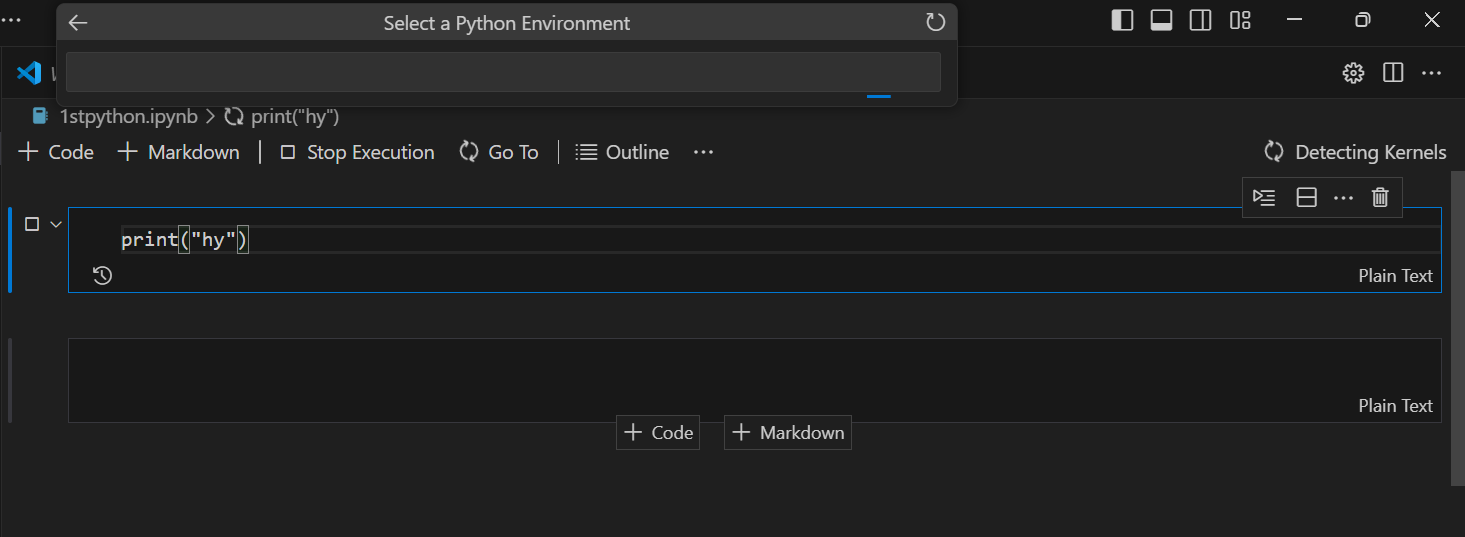 Select a Python Environment
1stpython.ipynb > print("hy")
+ Code + Markdown | Stop Execution Go To | Outline ... Detecting Kernels
print("hy")
Plain Text
Plain Text
+ Code + Markdown